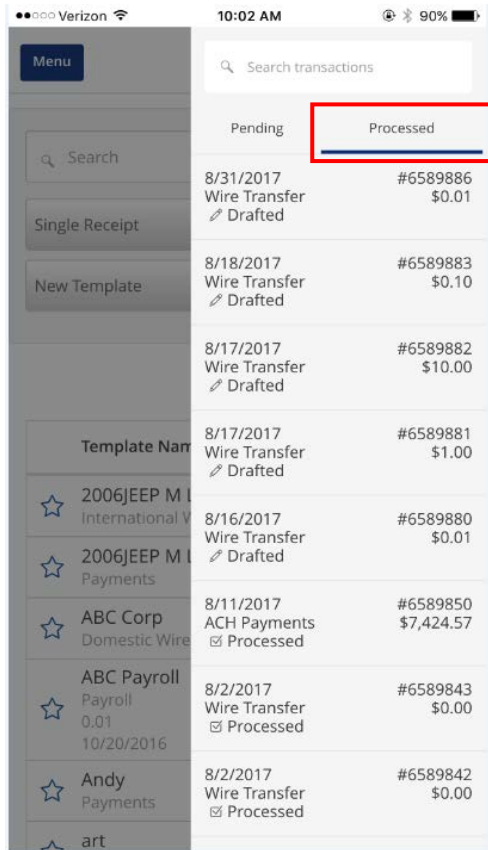 Verizon 10:02 AM 90%
Menu
Search
Single Receipt
New Template
Template Nam
2006JEEP M L
International W
2006JEEP M L
Payments
ABC Corp
Domestic Wire
ABC Payroll
Payroll
0.01
10/20/2016
Andy
Payments
art
Search transactions
Pending Processed
8/31/2017 #6589886
Wire Transfer $0.01
Drafted
8/18/2017 #6589883
Wire Transfer $0.10
Drafted
8/17/2017 #6589882
Wire Transfer $10.00
Drafted
8/17/2017 #6589881
Wire Transfer $1.00
Drafted
8/16/2017 #6589880
Wire Transfer $0.01
Drafted
8/11/2017 #6589850
ACH Payments $7,424.57
Processed
8/2/2017 #6589843
Wire Transfer $0.00
Processed
8/2/2017 #6589842
Wire Transfer $0.00
Processed